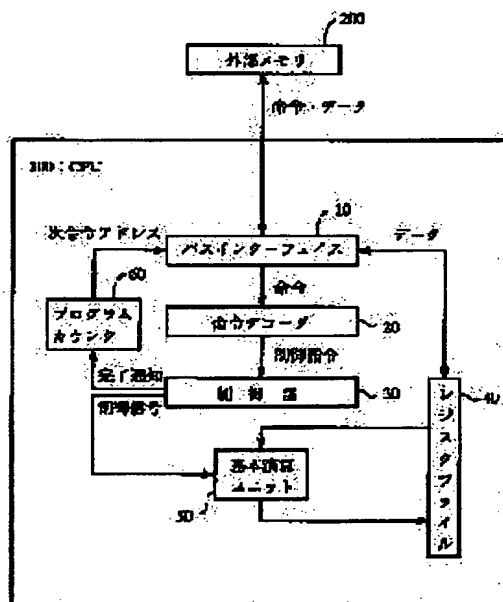 200
外部メモリ
命令・データ
100：CPU
10
次命令アドレス
バスインターフェイス
データ
60
命令
プログラム
カウンタ
命令デコーダ
20
制御指令
完了通知
制御器
30
制御信号
40
レジスタファイル
基本演算
ユニット
50